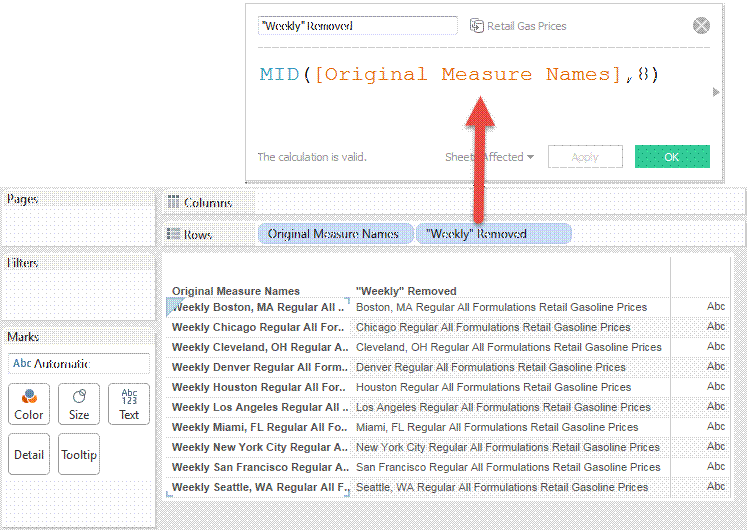 "Weekly" Removed
Retail Gas Prices
MID([Original Measure Names],8)
The calculation is valid.
Sheets Affected
Apply
OK
Pages
Columns
Rows
Original Measure Names
"Weekly" Removed
Filters
Marks
Abc Automatic
Color
Size
Abc
123
Text
Detail
Tooltip
Original Measure Names "Weekly" Removed
Weekly Boston, MA Regular All .. Boston, MA Regular All Formulations Retail Gasoline Prices Abc
Weekly Chicago Regular All For.. Chicago Regular All Formulations Retail Gasoline Prices Abc
Weekly Cleveland, OH Regular A.. Cleveland, OH Regular All Formulations Retail Gasoline Prices Abc
Weekly Denver Regular All Form.. Denver Regular All Formulations Retail Gasoline Prices Abc
Weekly Houston Regular All For.. Houston Regular All Formulations Retail Gasoline Prices Abc
Weekly Los Angeles Regular All .. Los Angeles Regular All Formulations Retail Gasoline Prices Abc
Weekly Miami, FL Regular All Fo.. Miami, FL Regular All Formulations Retail Gasoline Prices Abc
Weekly New York City Regular A.. New York City Regular All Formulations Retail Gasoline Prices Abc
Weekly San Francisco Regular A.. San Francisco Regular All Formulations Retail Gasoline Prices Abc
Weekly Seattle, WA Regular All F.. Seattle, WA Regular All Formulations Retail Gasoline Prices Abc